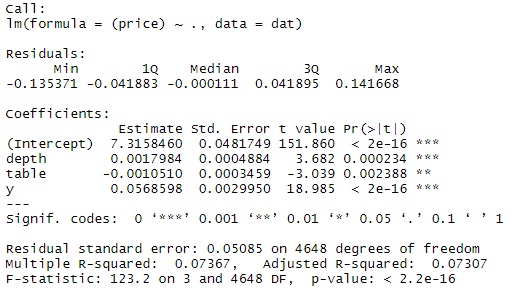 Call:
lm(formula = (price) ~ ., data = dat)
Residuals:
Min 1Q Median 3Q Max
-0.135371 -0.041883 -0.000111 0.041895 0.141668
Coefficients:
Estimate Std. Error t value Pr(>|t|)
(Intercept) 7.3158460 0.0481749 151.860 < 2e-16 ***
depth 0.0017984 0.0004884 3.682 0.000234 ***
table -0.0010510 0.0003459 -3.039 0.002388 **
y 0.0568598 0.0029950 18.985 < 2e-16 ***
---
Signif. codes: 0 ‘***’ 0.001 ‘**’ 0.01 ‘*’ 0.05 ‘.’ 0.1 ‘ ’ 1
Residual standard error: 0.05085 on 4648 degrees of freedom
Multiple R-squared: 0.07367, Adjusted R-squared: 0.07307
F-statistic: 123.2 on 3 and 4648 DF, p-value: < 2.2e-16